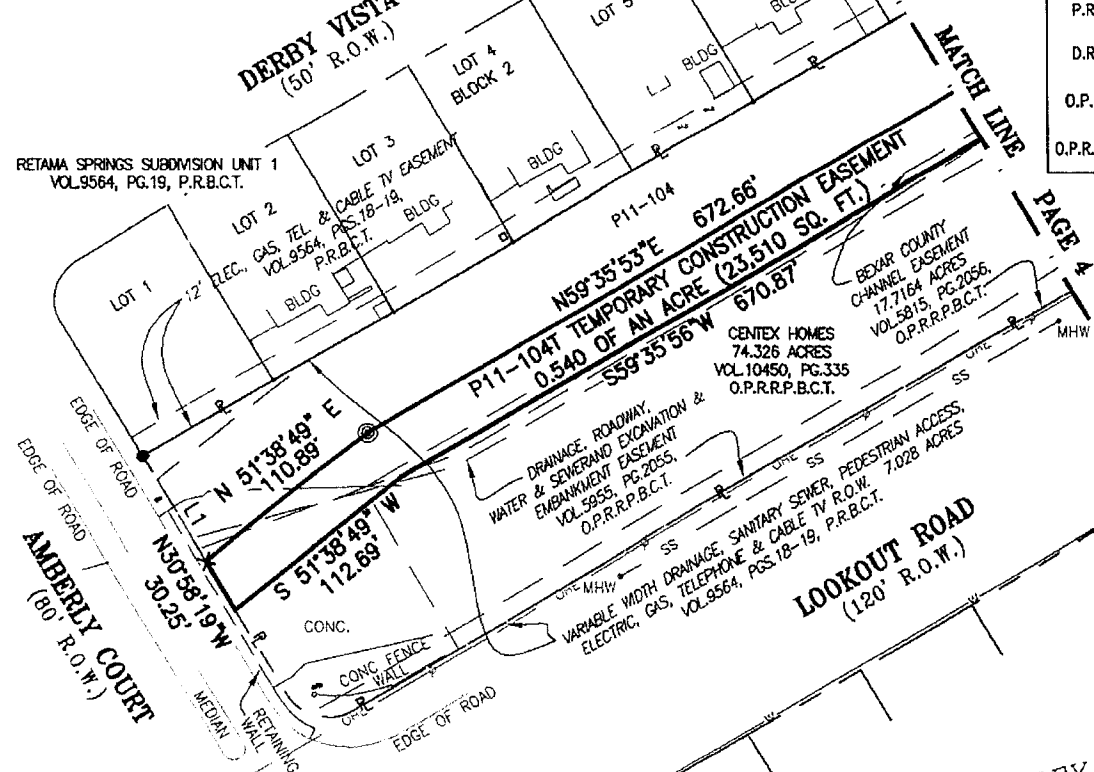 DERBY VISTA
(50' R.O.W.)
LOT 5
P.R
D.R
O.P.
O.P.R.
MATCH LINE
PAGE 4
LOT 4
BLOCK 2
BLDG
RETAMA SPRINGS SUBDIVISION UNIT 1
VOL.9564, PG.19, P.R.B.C.T.
LOT 3
BLDG
LOT 2
BLDG
LOT 1
BLDG
12' ELEC., GAS, TEL. & CABLE TV EASEMENT
VOL.9564, PGS.18-19,
P.R.B.C.T.
P11-104
N59°35'53"E 672.66'
P11-104T TEMPORARY CONSTRUCTION EASEMENT
0.540 OF AN ACRE (23,510 SQ. FT.)
S59°35'56"W 670.87'
BEXAR COUNTY
CHANNEL EASEMENT
17.7164 ACRES
VOL.5815, PG.2056,
O.P.R.R.P.B.C.T.
CENTEX HOMES
74.326 ACRES
VOL.10450, PG.335
O.P.R.R.P.B.C.T.
MHW
OHE
SS
EDGE OF ROAD
EDGE OF ROAD
L1
N 51°38'49" E
110.89'
S 51°38'49" W
112.69'
N30°58'19"W
30.25'
AMBERLY COURT
(80' R.O.W.)
DRAINAGE, ROADWAY,
WATER & SEWERAND EXCAVATION &
EMBANKMENT EASEMENT
VOL.5955, PG.2055,
O.P.R.R.P.B.C.T.
OHE
SS
SS
OHE
MHW
VARIABLE WIDTH DRAINAGE, SANITARY SEWER, PEDESTRIAN ACCESS,
ELECTRIC, GAS, TELEPHONE & CABLE TV R.O.W. 7.028 ACRES
VOL.9564, PGS.18-19, P.R.B.C.T.
LOOKOUT ROAD
(120' R.O.W.)
CONC.
CONC FENCE
WALL
OHE
MEDIAN
RETAINING
WALL
EDGE OF ROAD
W
W